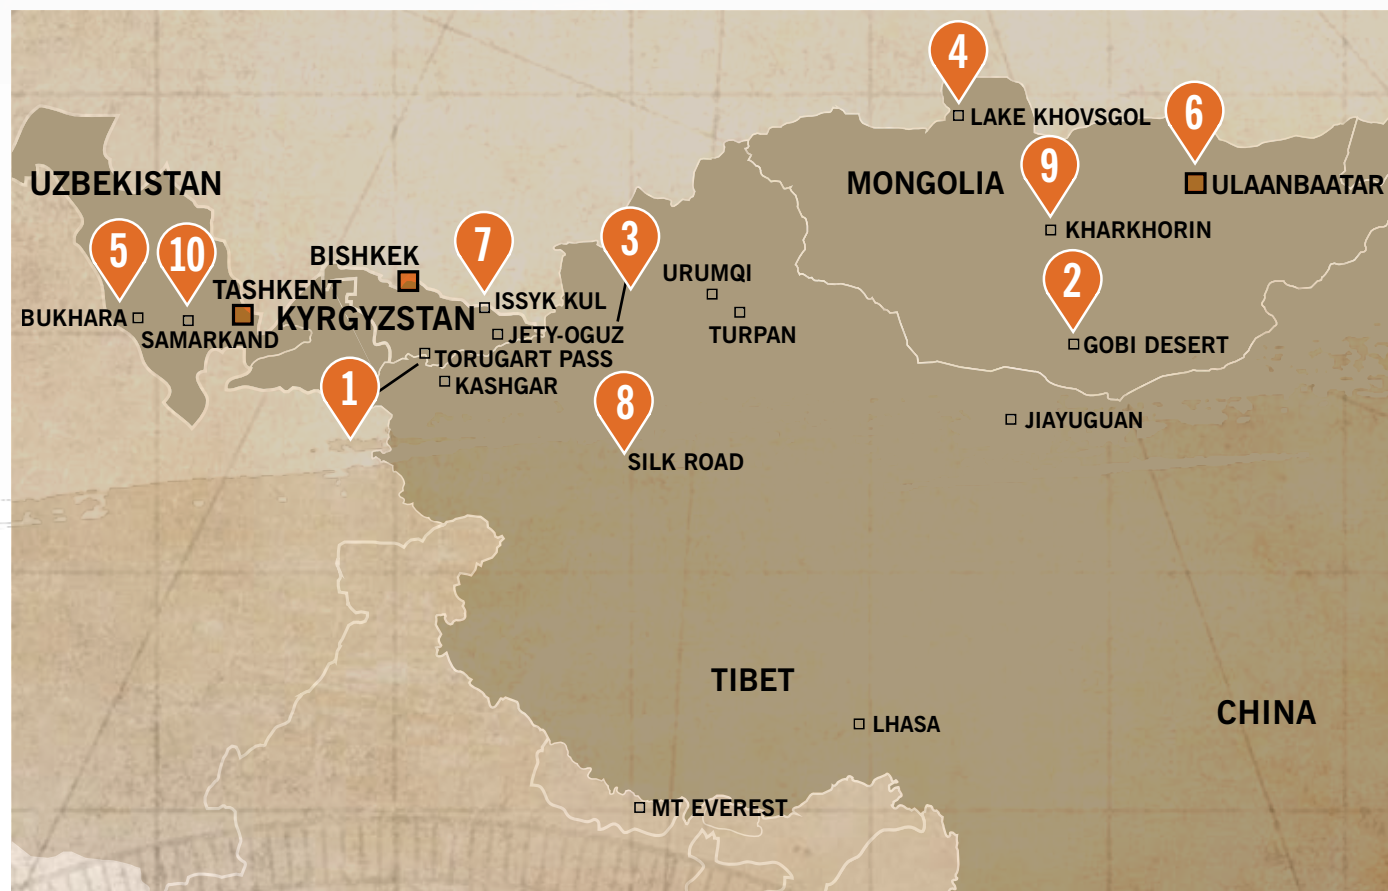 4
LAKE KHOVSGOL
6
9
MONGOLIA
ULAANBAATAR
UZBEKISTAN
5
10
BISHKEK
7
3
KHARKHORIN
URUMQI
2
TASHKENT
ISSYK KUL
BUKHARA
KYRGYZSTAN
SAMARKAND
JETY-OGUZ
TURPAN
GOBI DESERT
TORUGART PASS
1
KASHGAR
8
JIAYUGUAN
SILK ROAD
TIBET
CHINA
LHASA
MT EVEREST